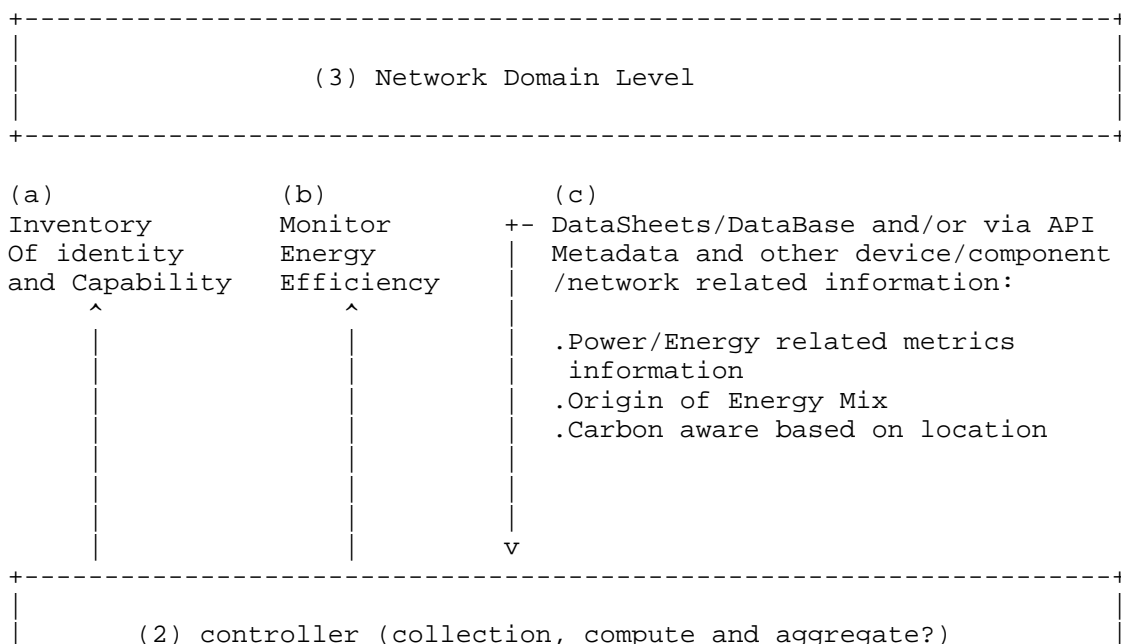 (3) Network Domain Level
(a) (b) (c)
Inventory Monitor +- DataSheets/DataBase and/or via API
Of identity Energy | Metadata and other device/component
and Capability Efficiency | /network related information:
.Power/Energy related metrics
information
.Origin of Energy Mix
.Carbon aware based on location
(2) controller (collection, compute and aggregate?)